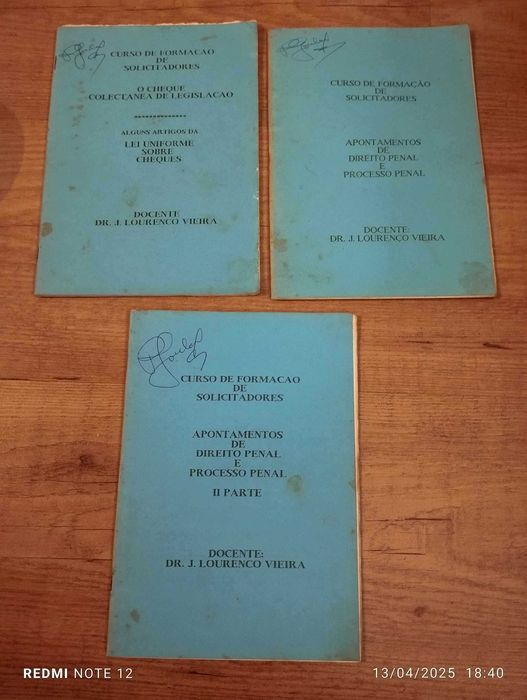 CURSO DE FORMACAO
DE
SOLICITADORES
O CHEQUE
COLECTANEA DE LEGISLACAO
--------------
ALGUNS ARTIGOS DA
LEI UNIFORME
SOBRE
CHEQUES
DOCENTE
DR. J. LOURENCO VIEIRA
CURSO DE FORMAÇÃO
DE
SOLICITADORES
APONTAMENTOS
DE
DIREITO PENAL
E
PROCESSO PENAL
DOCENTE:
DR. J. LOURENCO VIEIRA
CURSO DE FORMACAO
DE
SOLICITADORES
APONTAMENTOS
DE
DIREITO PENAL
E
PROCESSO PENAL
II PARTE
DOCENTE:
DR. J. LOURENCO VIEIRA
REDMI NOTE 12
13/04/2025 18:40